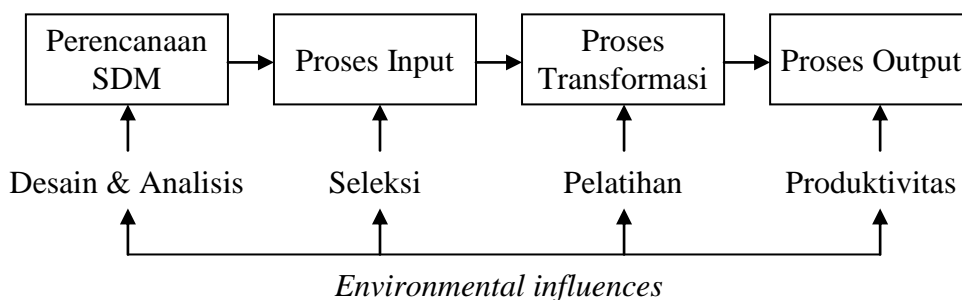 Perencanaan
SDM
Proses Input
Proses
Transformasi
Proses Output
Desain & Analisis
Seleksi
Pelatihan
Produktivitas
Environmental influences